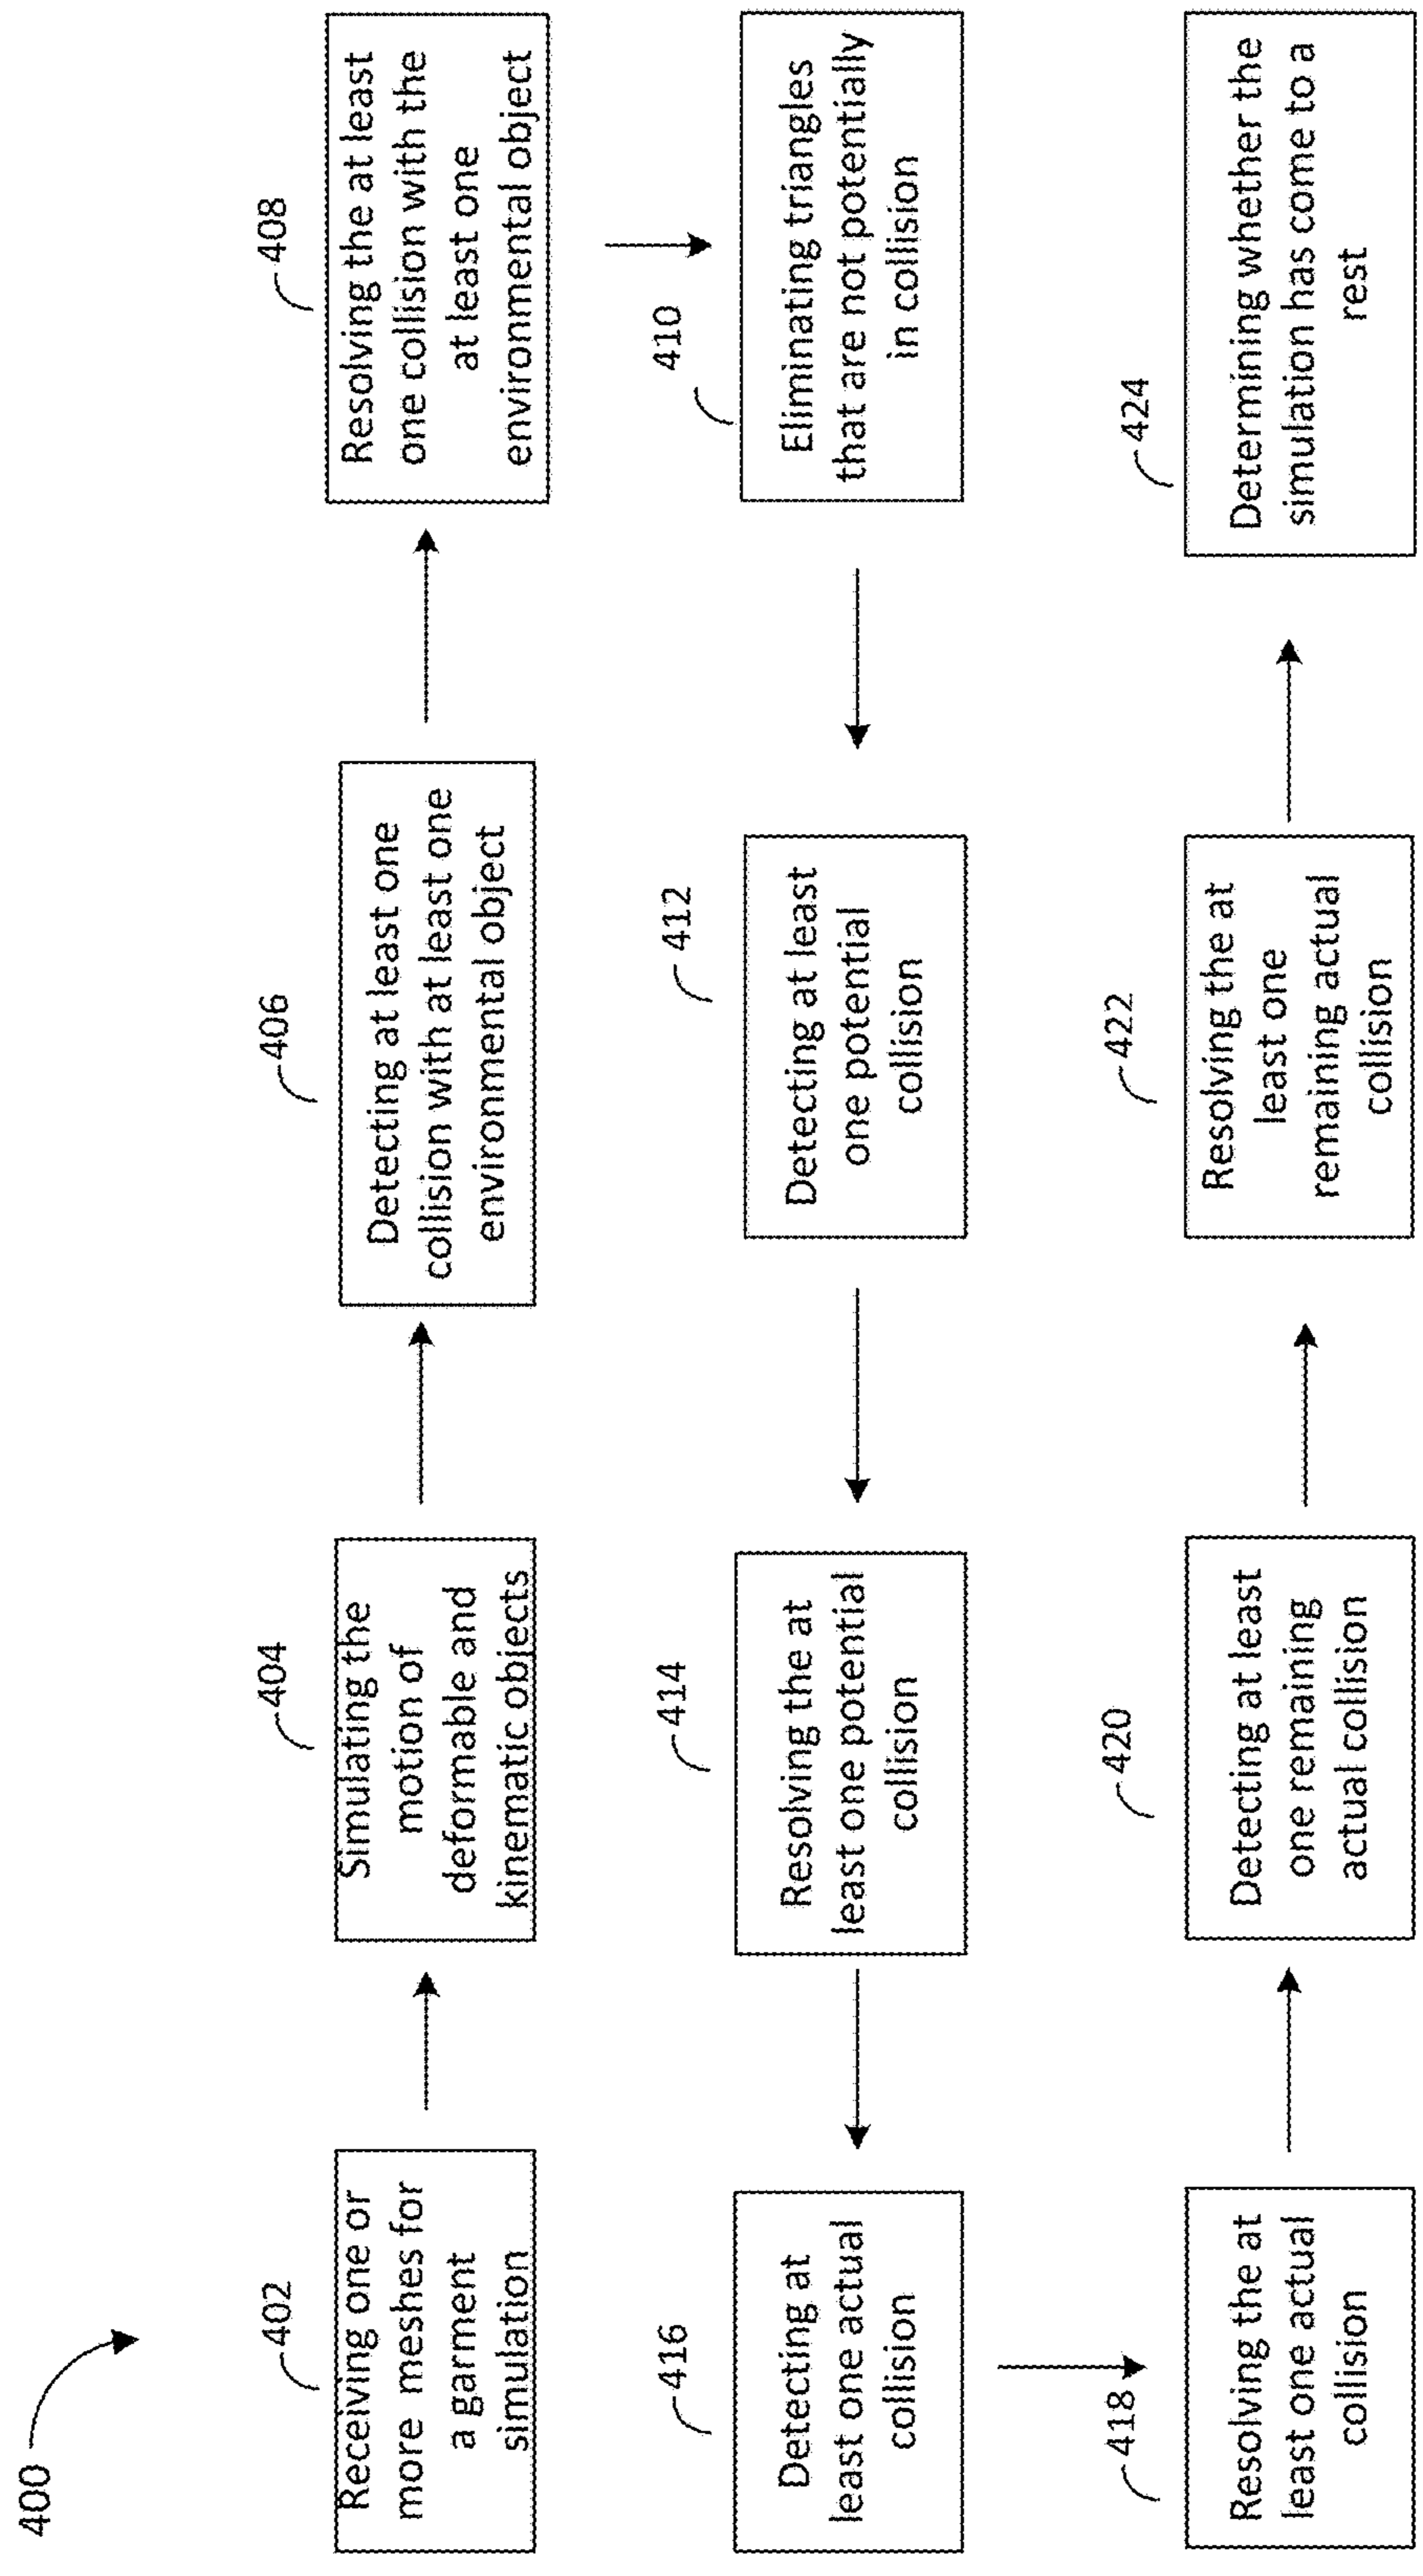 400
402
Receiving one or
more meshes for
a garment
simulation
404
Simulating the
motion of
deformable and
kinematic objects
406
Detecting at least one
collision with at least one
environmental object
408
Resolving the at least
one collision with the
at least one
environmental object
410
Eliminating triangles
that are not potentially
in collision
412
Detecting at least
one potential
collision
414
Resolving the at
least one potential
collision
416
Detecting at
least one actual
collision
418
Resolving the at
least one actual
collision
420
Detecting at least
one remaining
actual collision
422
Resolving the at
least one
remaining actual
collision
424
Determining whether the
simulation has come to a
rest